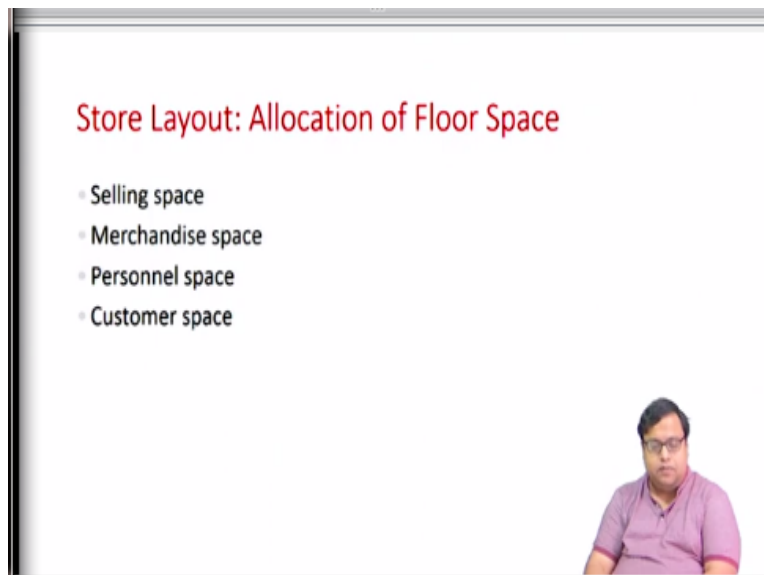 Store Layout: Allocation of Floor Space
Selling space
Merchandise space
Personnel space
Customer space